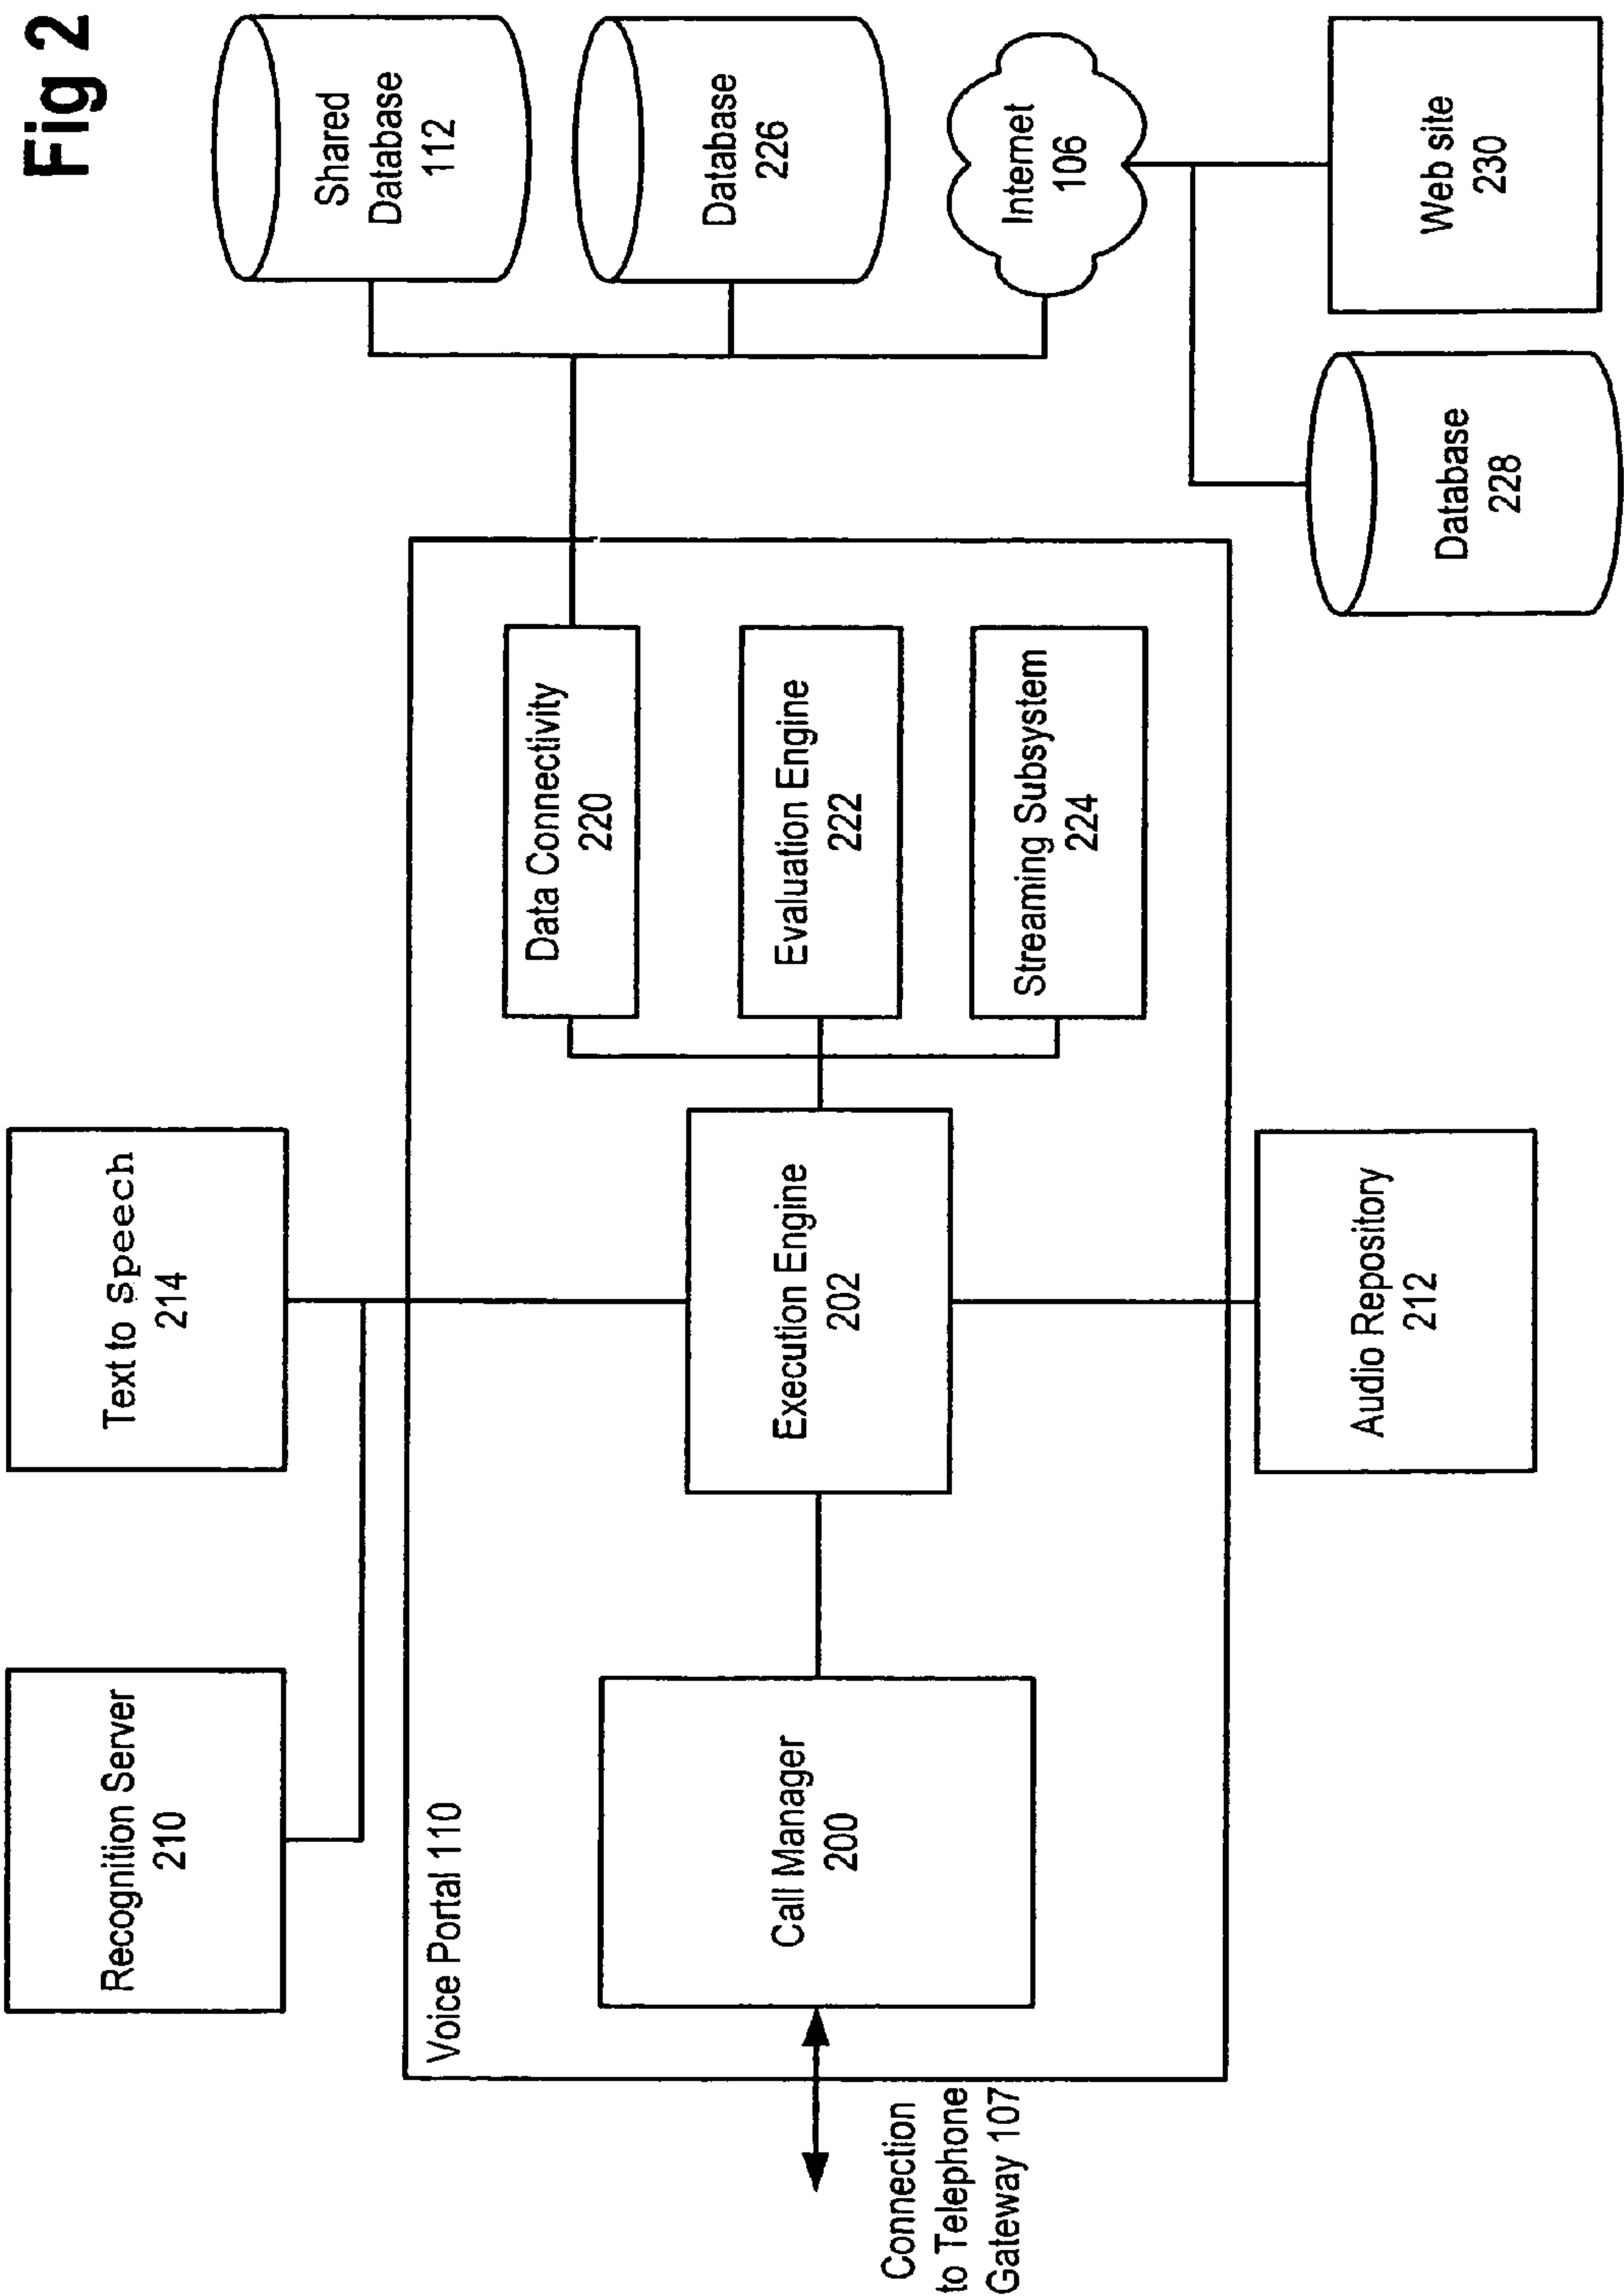 Fig 2
Recognition Server
210
Text to Speech
214
Shared
Database
112
Voice Portal 110
Data Connectivity
220
Database
226
Call Manager
200
Execution Engine
202
Evaluation Engine
222
Connection
to Telephone
Gateway 107
Streaming Subsystem
224
Internet
106
Audio Repository
212
Database
228
Web site
230